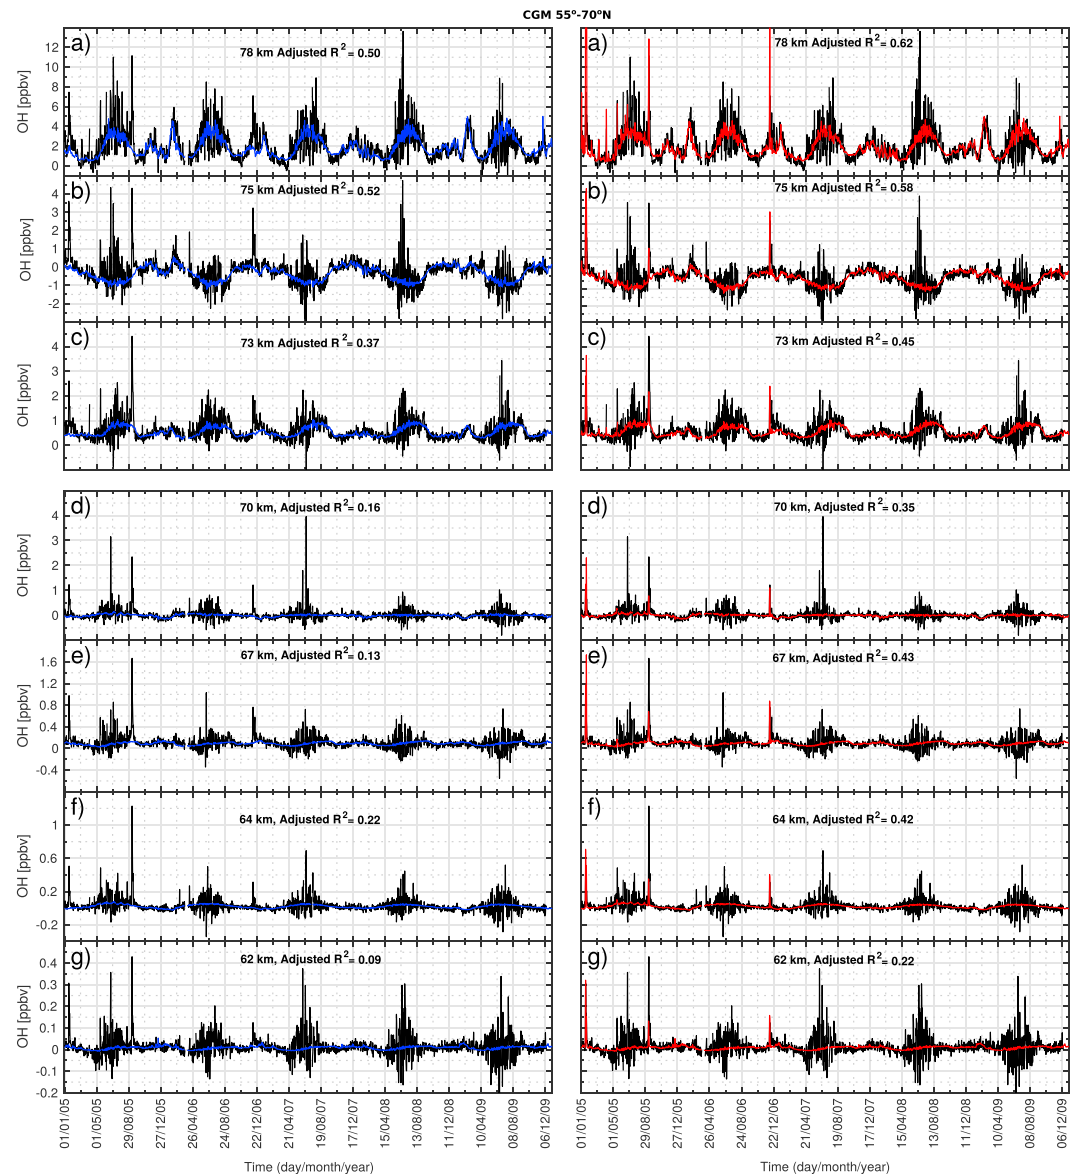 CGM 55º-70ºN
a)
78 km Adjusted R2= 0.50
OH [ppbv]
12
10
8
6
4
2
0
b)
75 km Adjusted R2= 0.52
OH [ppbv]
4
3
2
1
0
-1
-2
c)
73 km Adjusted R2= 0.37
OH [ppbv]
4
3
2
1
0
d)
70 km, Adjusted R2= 0.16
OH [ppbv]
4
3
2
1
0
e)
67 km, Adjusted R2= 0.13
OH [ppbv]
1.6
1.2
0.8
0.4
0
-0.4
f)
64 km, Adjusted R2= 0.22
OH [ppbv]
1
0.6
0.2
-0.2
g)
62 km, Adjusted R2= 0.09
OH [ppbv]
0.4
0.3
0.2
0.1
0
-0.1
-0.2
01/01/05
01/05/05
29/08/05
27/12/05
26/04/06
24/08/06
22/12/06
21/04/07
19/08/07
17/12/07
15/04/08
13/08/08
11/12/08
10/04/09
08/08/09
06/12/09
Time (day/month/year)
a)
78 km Adjusted R2= 0.62
b)
75 km Adjusted R2= 0.58
c)
73 km Adjusted R2= 0.45
d)
70 km, Adjusted R2= 0.35
e)
67 km, Adjusted R2= 0.43
f)
64 km, Adjusted R2= 0.42
g)
62 km, Adjusted R2= 0.22
01/01/05
01/05/05
29/08/05
27/12/05
26/04/06
24/08/06
22/12/06
21/04/07
19/08/07
17/12/07
15/04/08
13/08/08
11/12/08
10/04/09
08/08/09
06/12/09
Time (day/month/year)